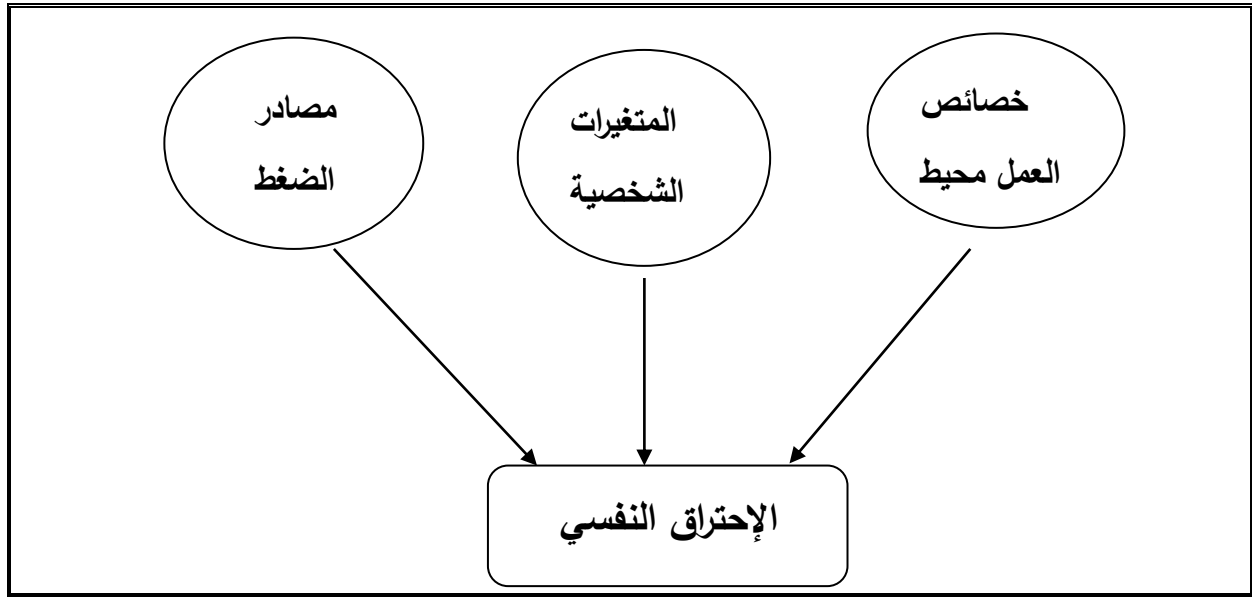 خصائص
العمل محيط
المتغيرات
الشخصية
مصادر
الضغط
الإحتراق النفسي